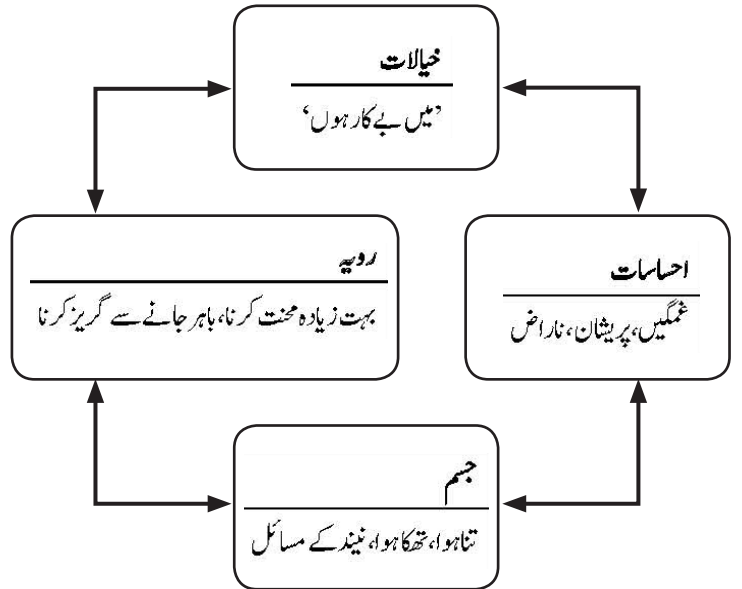 خیالات
’میں بے کار ہوں‘
احساسات
غمگیں، پریشان، ناراض
رویہ
بہت زیادہ محنت کرنا، باہر جانے سے گریز کرنا
جسم
تنا ہوا، تھکا ہوا، نیند کے مسائل